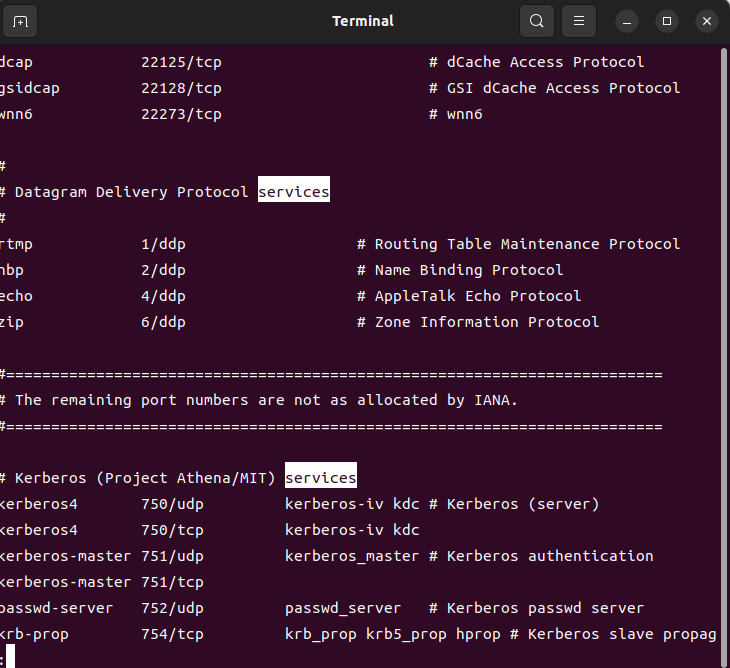 Terminal
dcap 22125/tcp # dCache Access Protocol
gsidcap 22128/tcp # GSI dCache Access Protocol
wnn6 22273/tcp # wnn6
#
# Datagram Delivery Protocol services
#
rtmp 1/ddp # Routing Table Maintenance Protocol
nbp 2/ddp # Name Binding Protocol
echo 4/ddp # AppleTalk Echo Protocol
zip 6/ddp # Zone Information Protocol
#=========================================================================
# The remaining port numbers are not as allocated by IANA.
#=========================================================================
# Kerberos (Project Athena/MIT) services
kerberos4 750/udp kerberos-iv kdc # Kerberos (server)
kerberos4 750/tcp kerberos-iv kdc
kerberos-master 751/udp kerberos_master # Kerberos authentication
kerberos-master 751/tcp
passwd-server 752/udp passwd_server # Kerberos passwd server
krb-prop 754/tcp krb_prop krb5_prop hprop # Kerberos slave propag
: